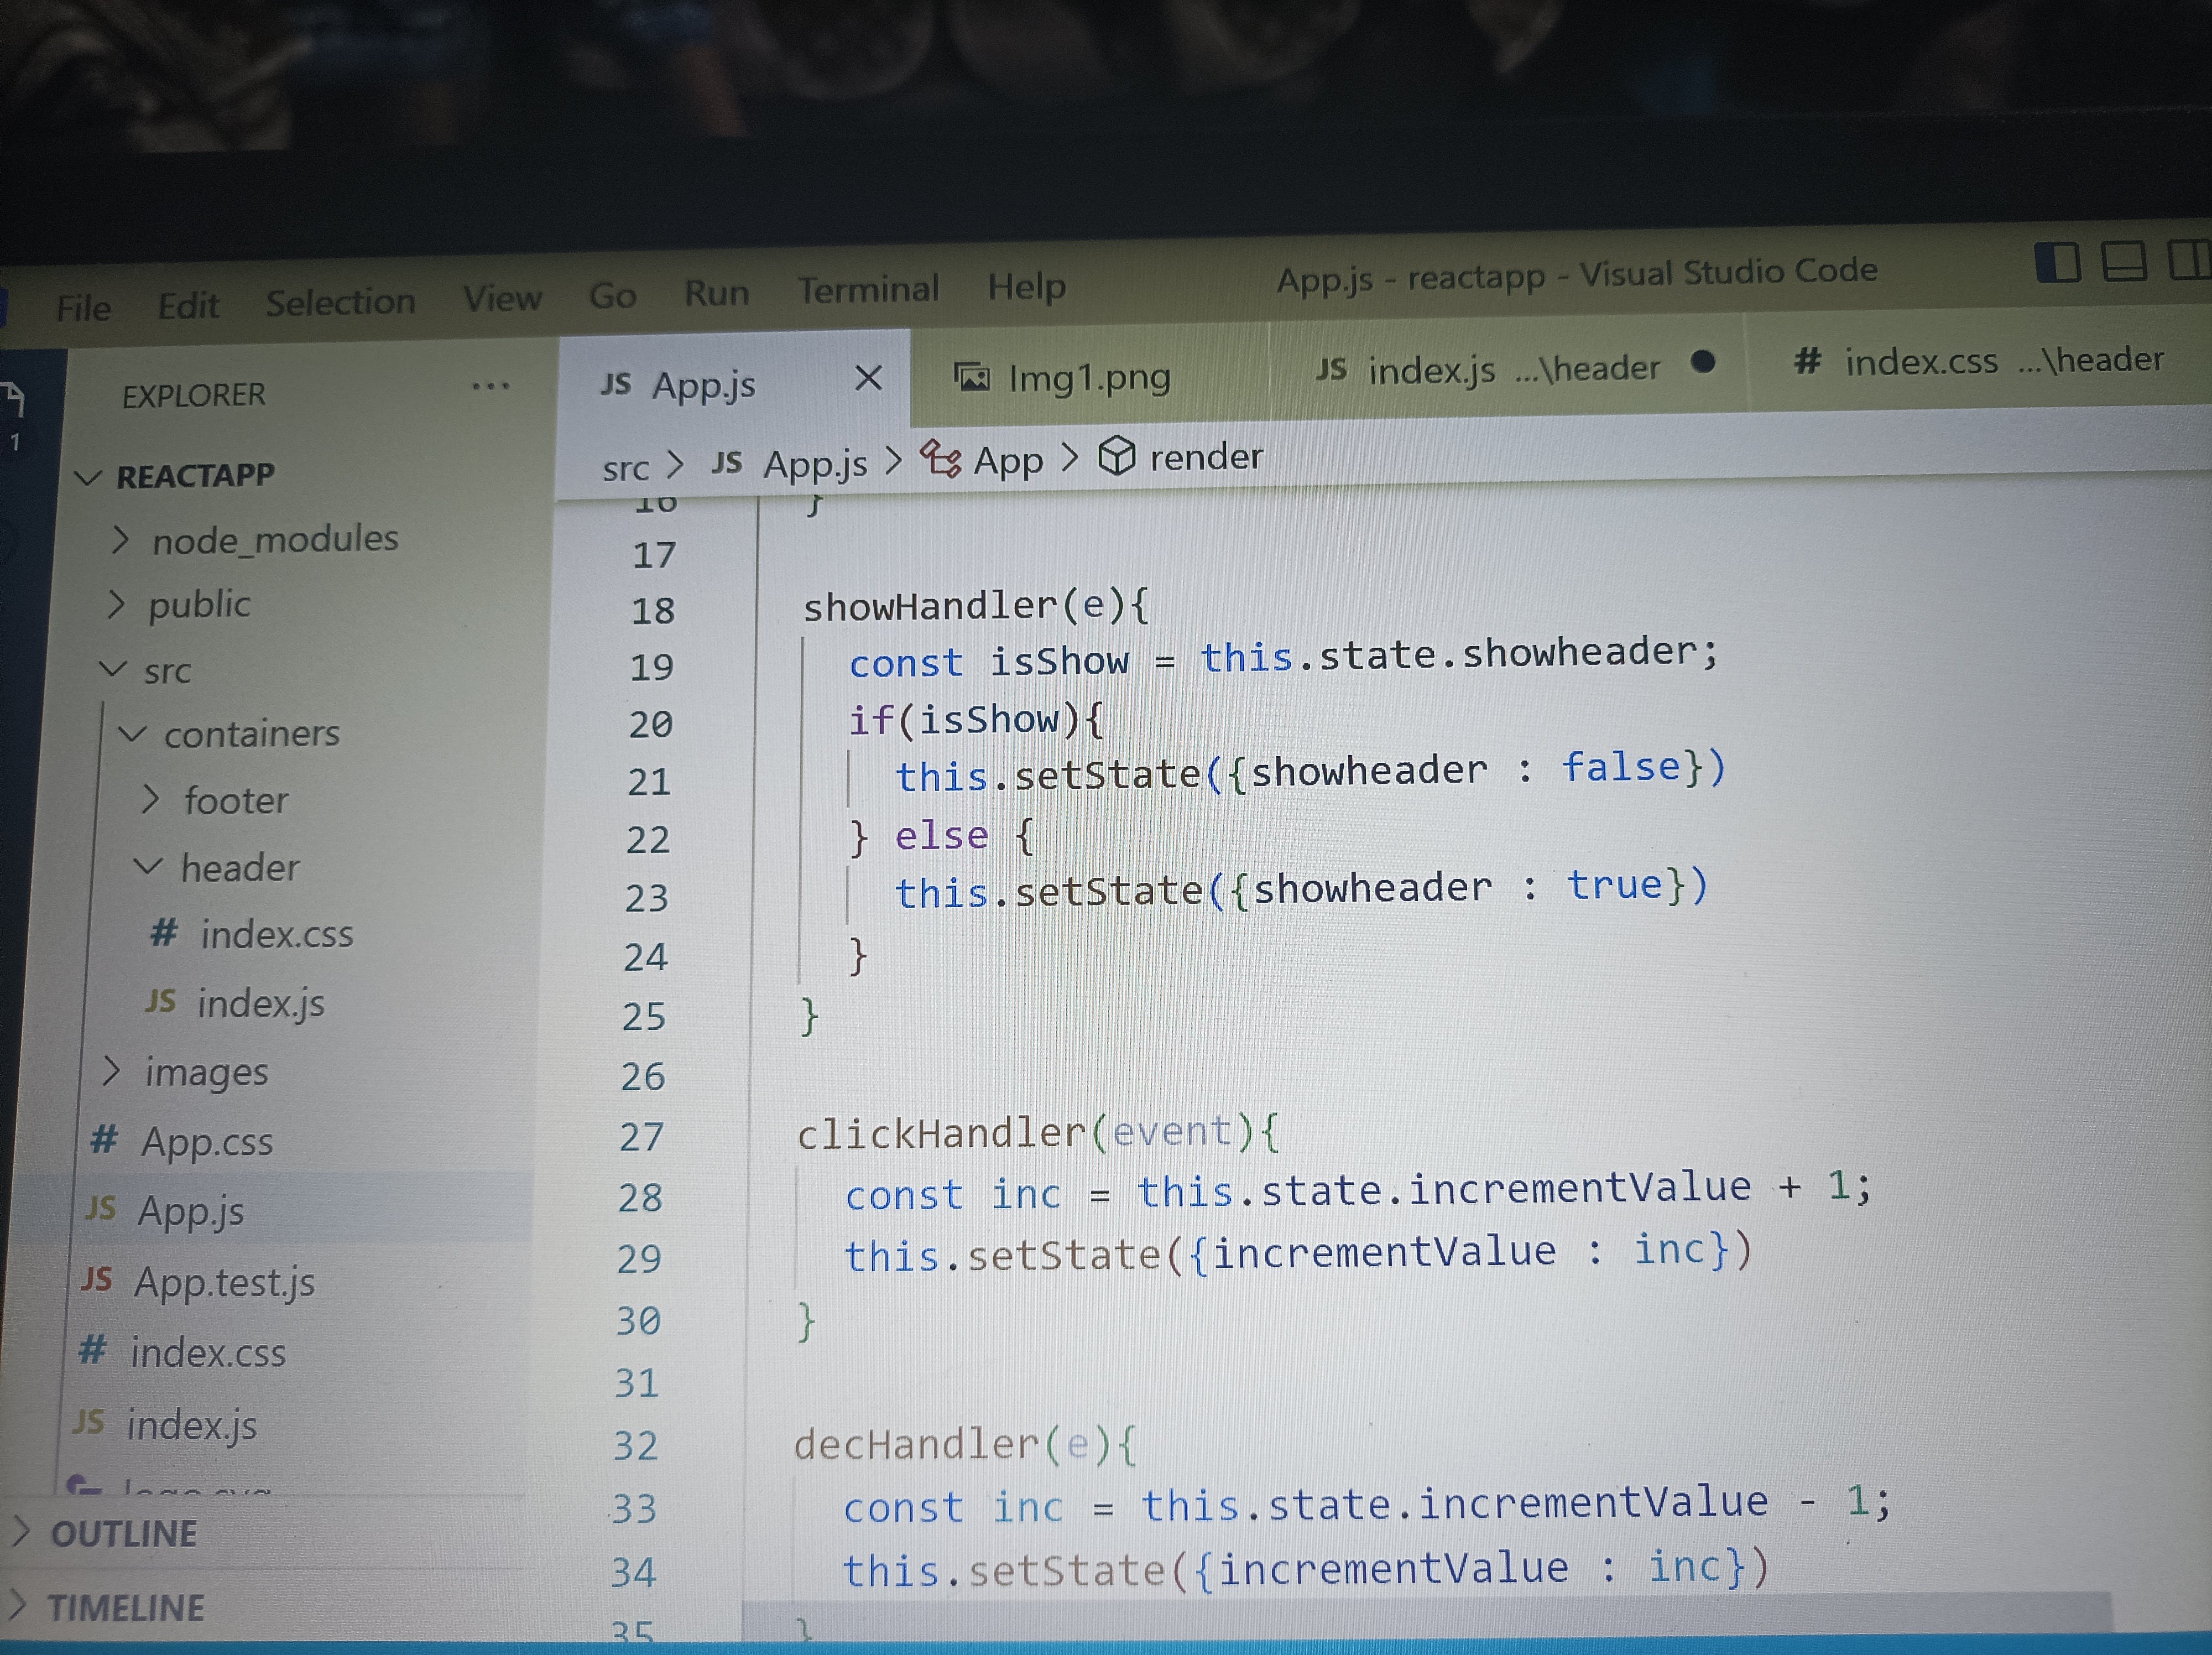 File Edit Selection View Go Run Terminal Help App.js - reactapp - Visual Studio Code
EXPLORER ...
JS App.js Img1.png JS index.js ...\header # index.css ...\header
1
src > JS App.js > App > render
REACTAPP
node_modules
public
src
containers
footer
header
# index.css
JS index.js
images
# App.css
JS App.js
JS App.test.js
# index.css
JS index.js
OUTLINE
TIMELINE
16 }
17
18 showHandler(e){
19 const isShow = this.state.showheader;
20 if(isShow){
21 this.setState({showheader : false})
22 } else {
23 this.setState({showheader : true})
24 }
25 }
26
27 clickHandler(event){
28 const inc = this.state.incrementValue + 1;
29 this.setState({incrementValue : inc})
30 }
31
32 decHandler(e){
33 const inc = this.state.incrementValue - 1;
34 this.setState({incrementValue : inc})
35 }